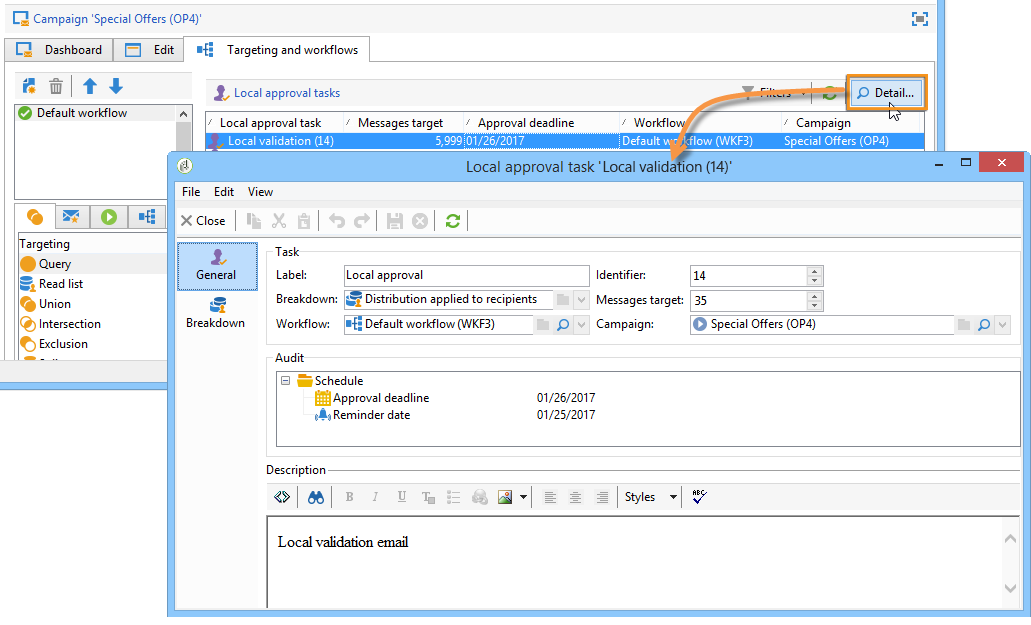 Campaign 'Special Offers (OP4)'
Dashboard Edit Targeting and workflows
Default workflow
Local approval tasks Filters Detail...
Local approval task Messages target Approval deadline Workflow Campaign
Local validation (14) 5,999 01/26/2017 Default workflow (WKF3) Special Offers (OP4)
Targeting
Query
Read list
Union
Intersection
Exclusion
Local approval task 'Local validation (14)'
File Edit View
Close
General
Breakdown
Task
Label: Local approval Identifier: 14
Breakdown: Distribution applied to recipients Messages target: 35
Workflow: Default workflow (WKF3) Campaign: Special Offers (OP4)
Audit
Schedule
Approval deadline 01/26/2017
Reminder date 01/25/2017
Description
B I U Styles ABC
Local validation email